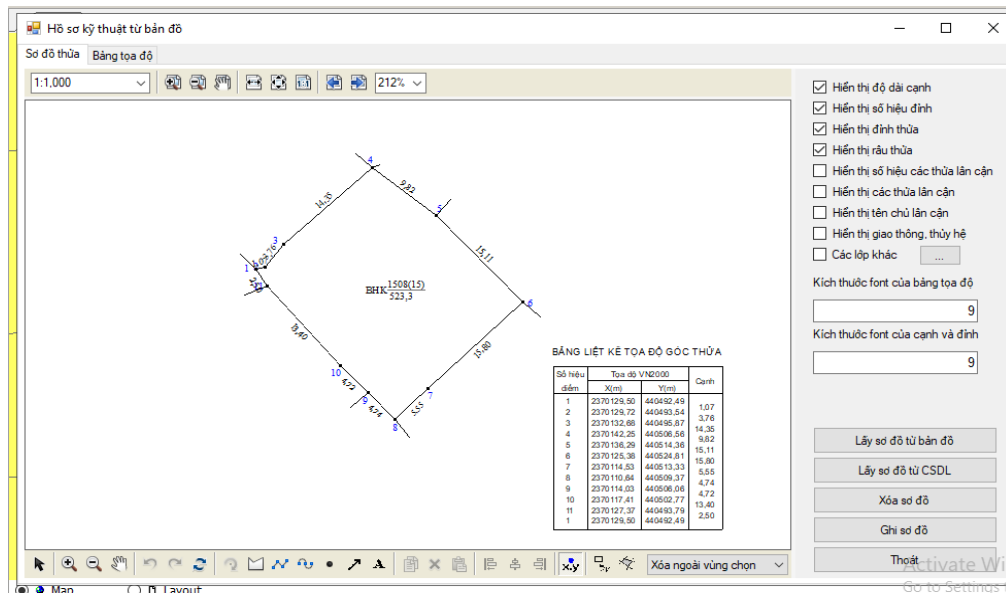 Hồ sơ kỹ thuật từ bản đồ
Sơ đồ thửa Bảng tọa độ
1:1,000 212%
Hiển thị độ dài cạnh
Hiển thị số hiệu đỉnh
Hiển thị đỉnh thửa
Hiển thị râu thửa
Hiển thị số hiệu các thửa lân cận
Hiển thị các thửa lân cận
Hiển thị tên chủ lân cận
Hiển thị giao thông, thủy hệ
Các lớp khác ...
Kích thước font của bảng tọa độ
9
Kích thước font của cạnh và đỉnh
9
4
9,82
14,35
5
3
1
15,11
BHK 1508(15)
523,3
6
13,40
15,80
10
4,72
7
9
4,74
5,55
8
BẢNG LIỆT KÊ TỌA ĐỘ GÓC THỬA
Số hiệu điểm Tọa độ VN2000 Cạnh
X(m) Y(m)
1 2370129,50 440492,49
1,07
2 2370129,72 440493,54
3,76
3 2370132,68 440495,87
14,35
4 2370142,25 440506,56
9,82
5 2370136,29 440514,36
15,11
6 2370125,38 440524,81
15,80
7 2370114,53 440513,33
5,55
8 2370110,64 440509,37
4,74
9 2370114,03 440506,06
4,72
10 2370117,41 440502,77
13,40
11 2370127,37 440493,79
2,50
1 2370129,50 440492,49
Lấy sơ đồ từ bản đồ
Lấy sơ đồ từ CSDL
Xóa sơ đồ
Ghi sơ đồ
Thoát
A x,y Xóa ngoài vùng chọn
Activate Wi
Go to Settings
Map Layout